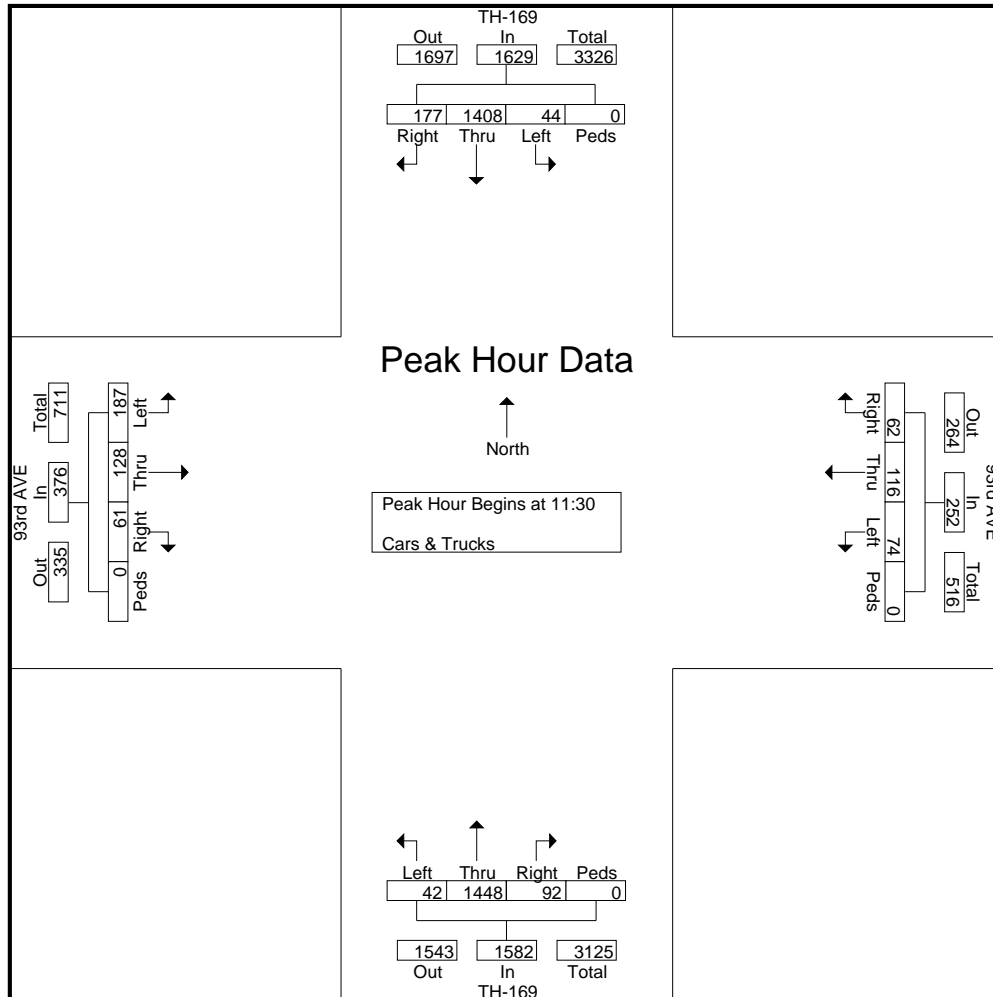 TH-169
Out In Total
1697 1629 3326
177 1408 44 0
Right Thru Left Peds
Peak Hour Data
North
Peak Hour Begins at 11:30
Cars & Trucks
93rd AVE
Total In Out
711 376 335
187 128 61 0
Left Thru Right Peds
Right Thru Left Peds
62 116 74 0
Out In Total
264 252 516
93rd AVE
Left Thru Right Peds
42 1448 92 0
1543 1582 3125
Out In Total
TH-169